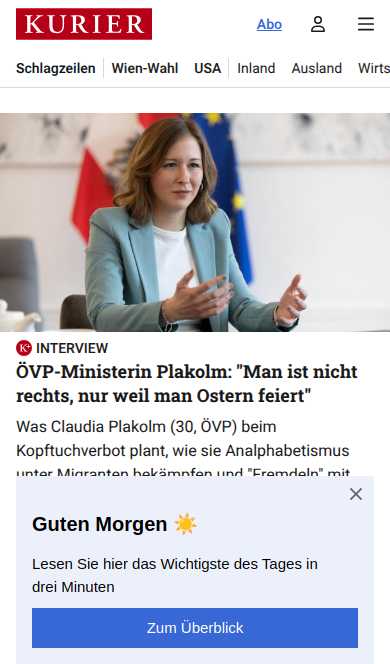 KURIER
Abo
Schlagzeilen Wien-Wahl USA Inland Ausland Wirts
K+ INTERVIEW
ÖVP-Ministerin Plakolm: "Man ist nicht
rechts, nur weil man Ostern feiert"
Was Claudia Plakolm (30, ÖVP) beim
Kopftuchverbot plant, wie sie Analphabetismus
unter Migranten bekämpfen und "Fremdeln" mit
Guten Morgen ☀️
Lesen Sie hier das Wichtigste des Tages in
drei Minuten
Zum Überblick